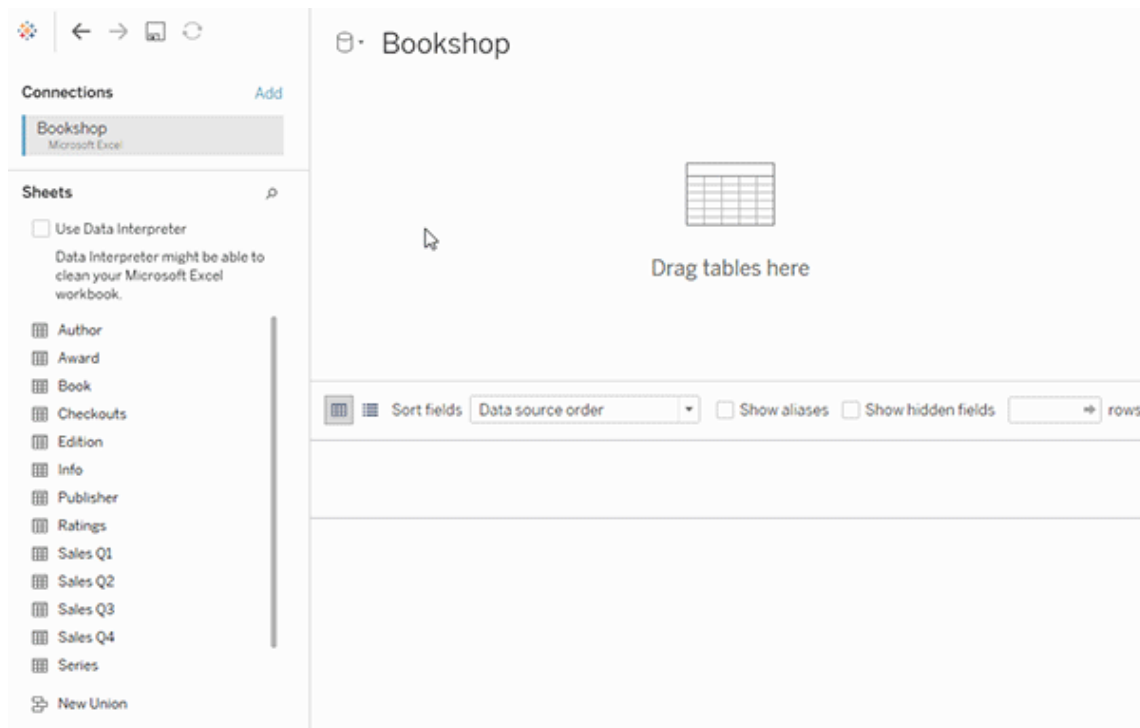 Bookshop
Connections
Add
Bookshop
Microsoft Excel
Sheets
Use Data Interpreter
Data Interpreter might be able to
clean your Microsoft Excel
workbook.
Author
Award
Book
Checkouts
Edition
Info
Publisher
Ratings
Sales Q1
Sales Q2
Sales Q3
Sales Q4
Series
New Union
Drag tables here
Sort fields
Data source order
Show aliases
Show hidden fields
rows